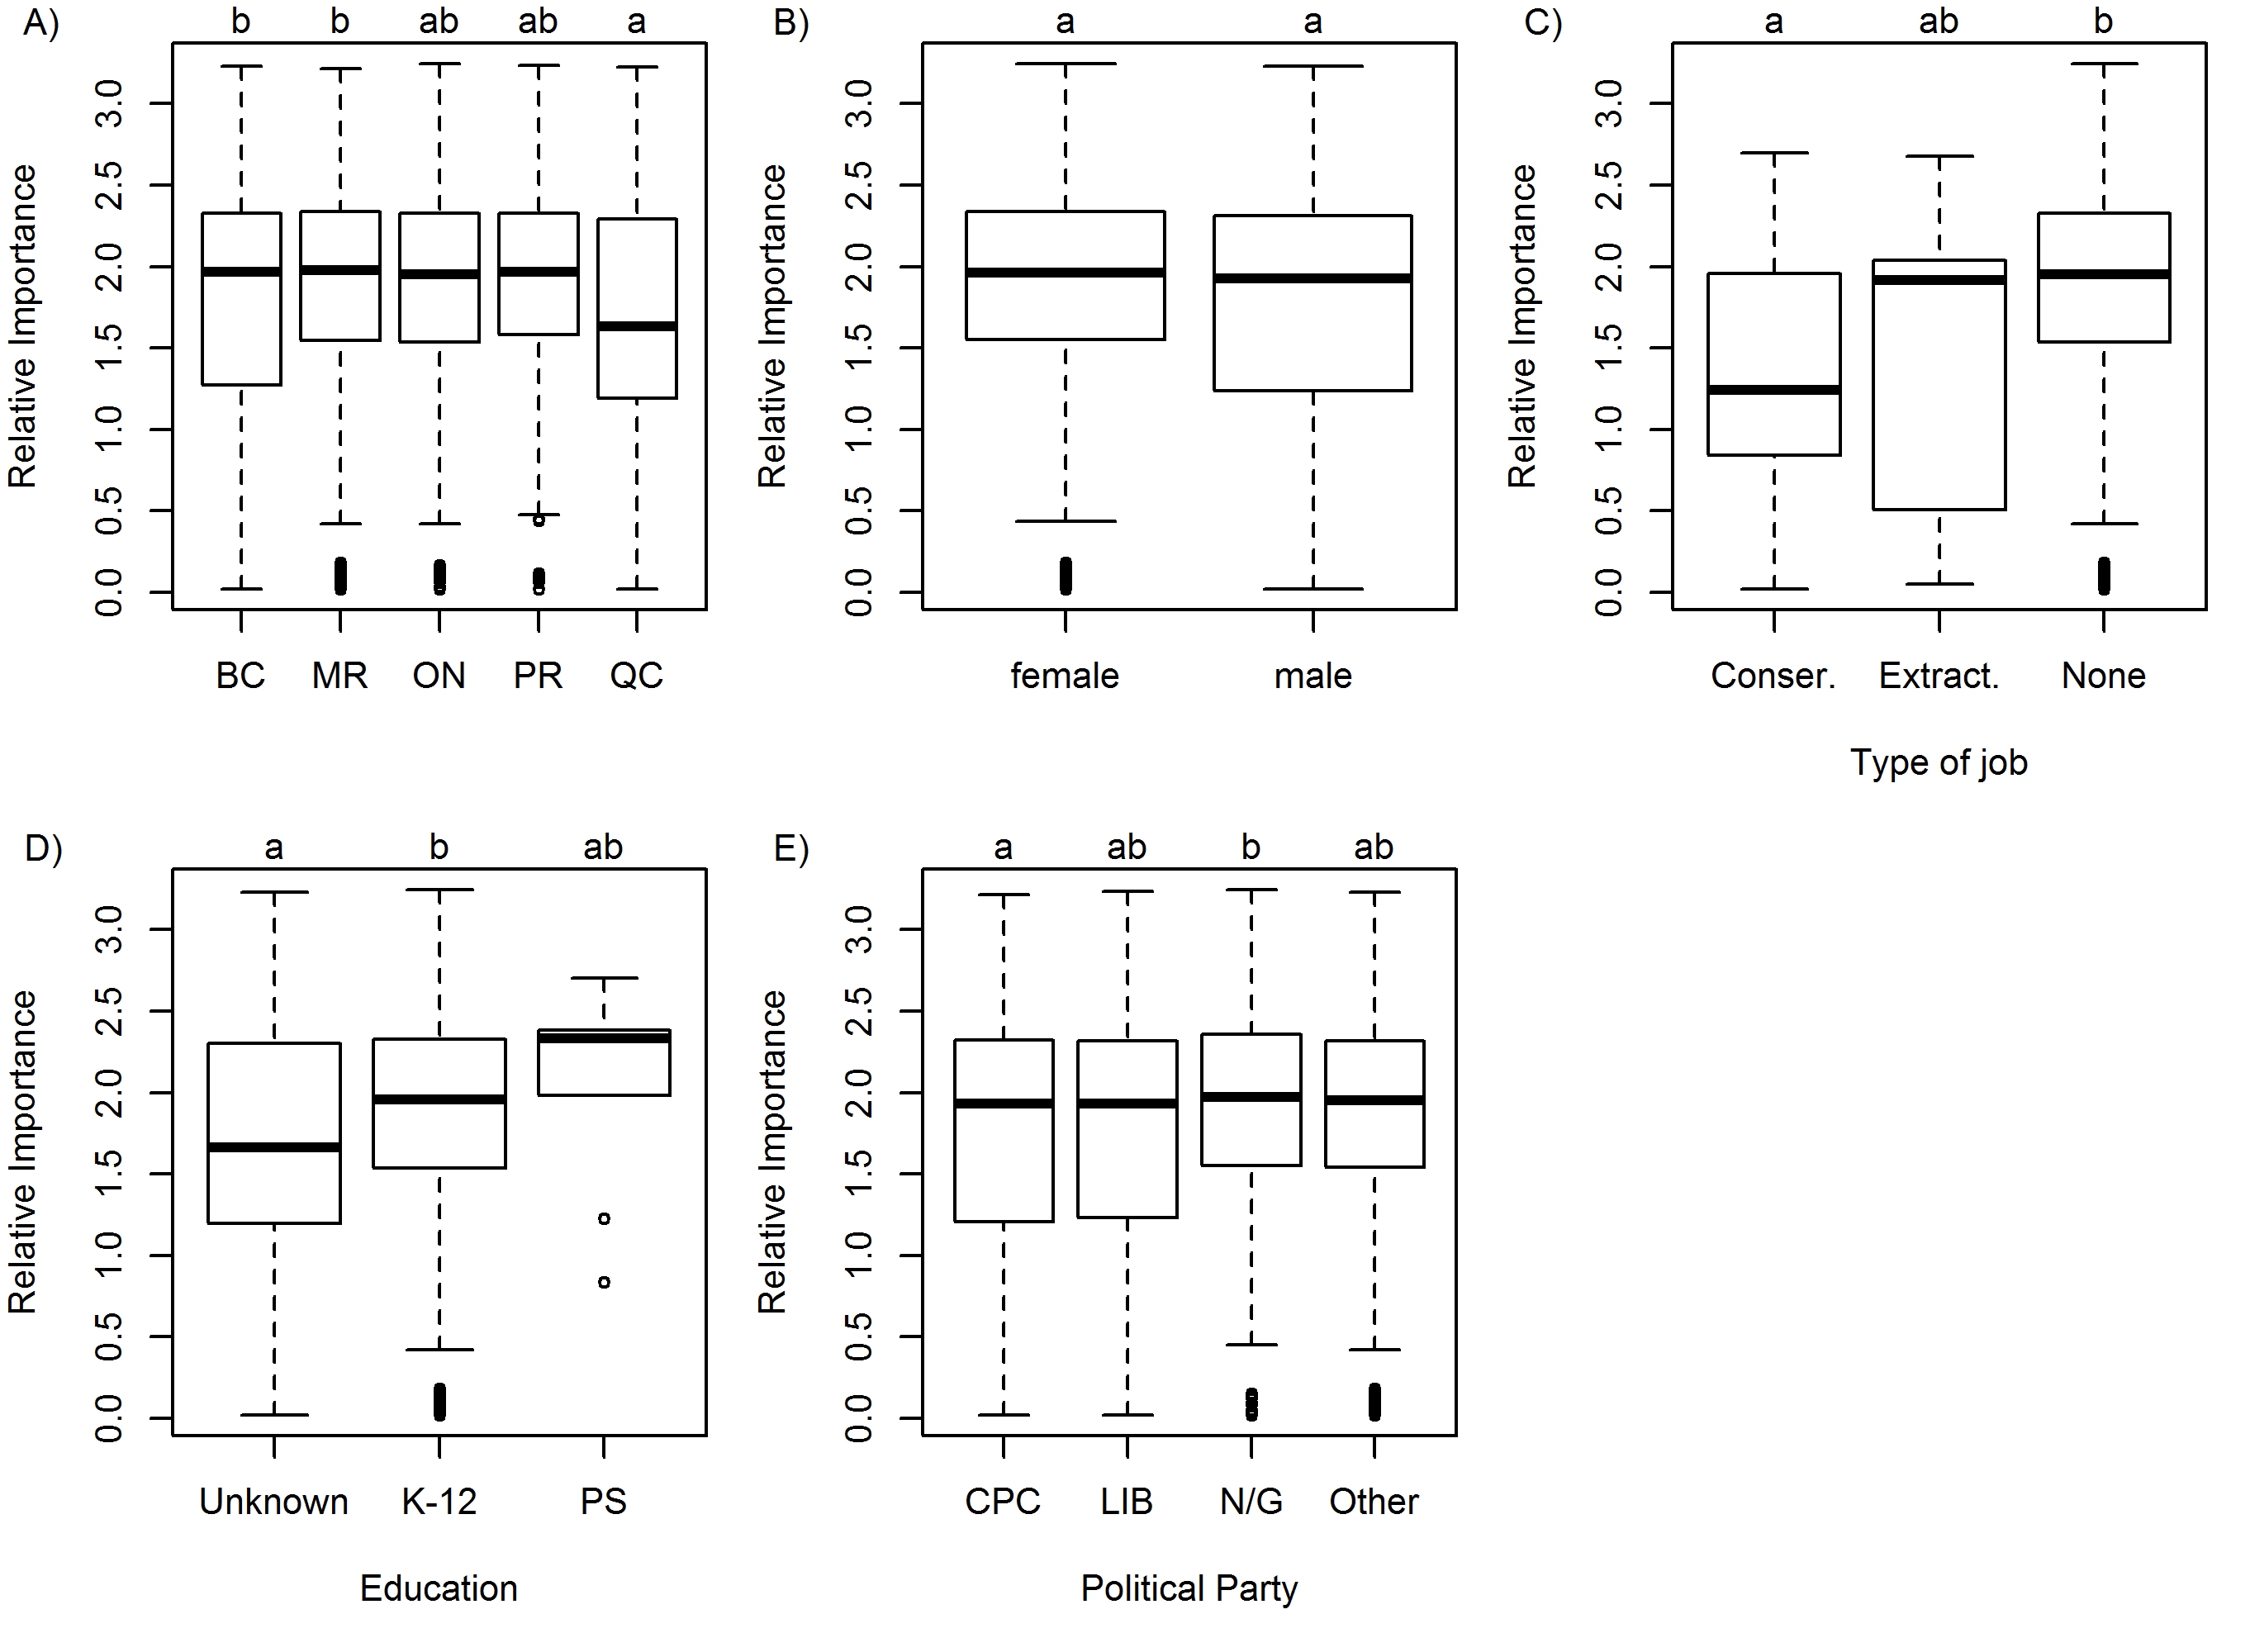 A) b b ab ab a
Relative Importance
3.0
2.5
2.0
1.5
1.0
0.5
0.0
BC MR ON PR QC
B) a a
Relative Importance
3.0
2.5
2.0
1.5
1.0
0.5
0.0
female male
C) a ab b
Relative Importance
3.0
2.5
2.0
1.5
1.0
0.5
0.0
Conser. Extract. None
Type of job
D) a b ab
Relative Importance
3.0
2.5
2.0
1.5
1.0
0.5
0.0
Unknown K-12 PS
Education
E) a ab b ab
Relative Importance
3.0
2.5
2.0
1.5
1.0
0.5
0.0
CPC LIB N/G Other
Political Party